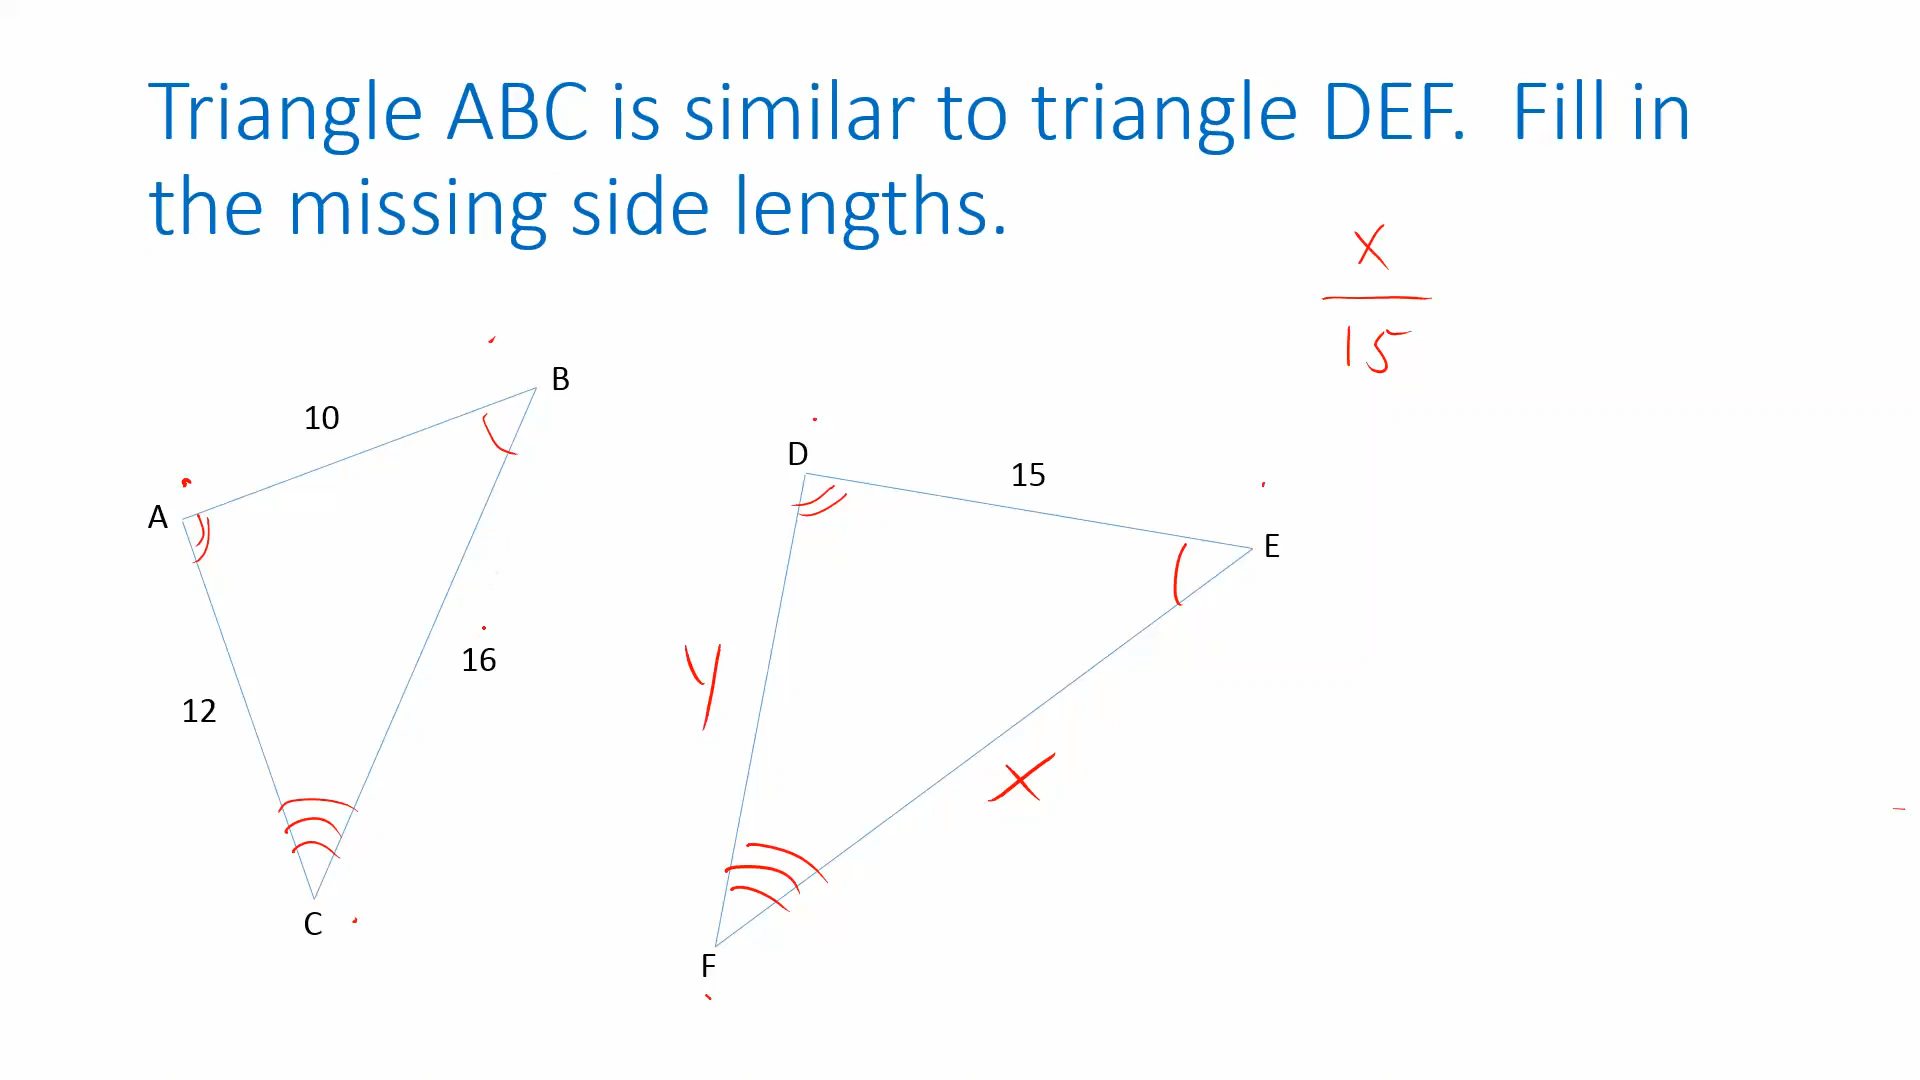 Triangle ABC is similar to triangle DEF. Fill in
the missing side lengths.
x
15
B
10
D
15
A
E
16
y
12
x
C
F